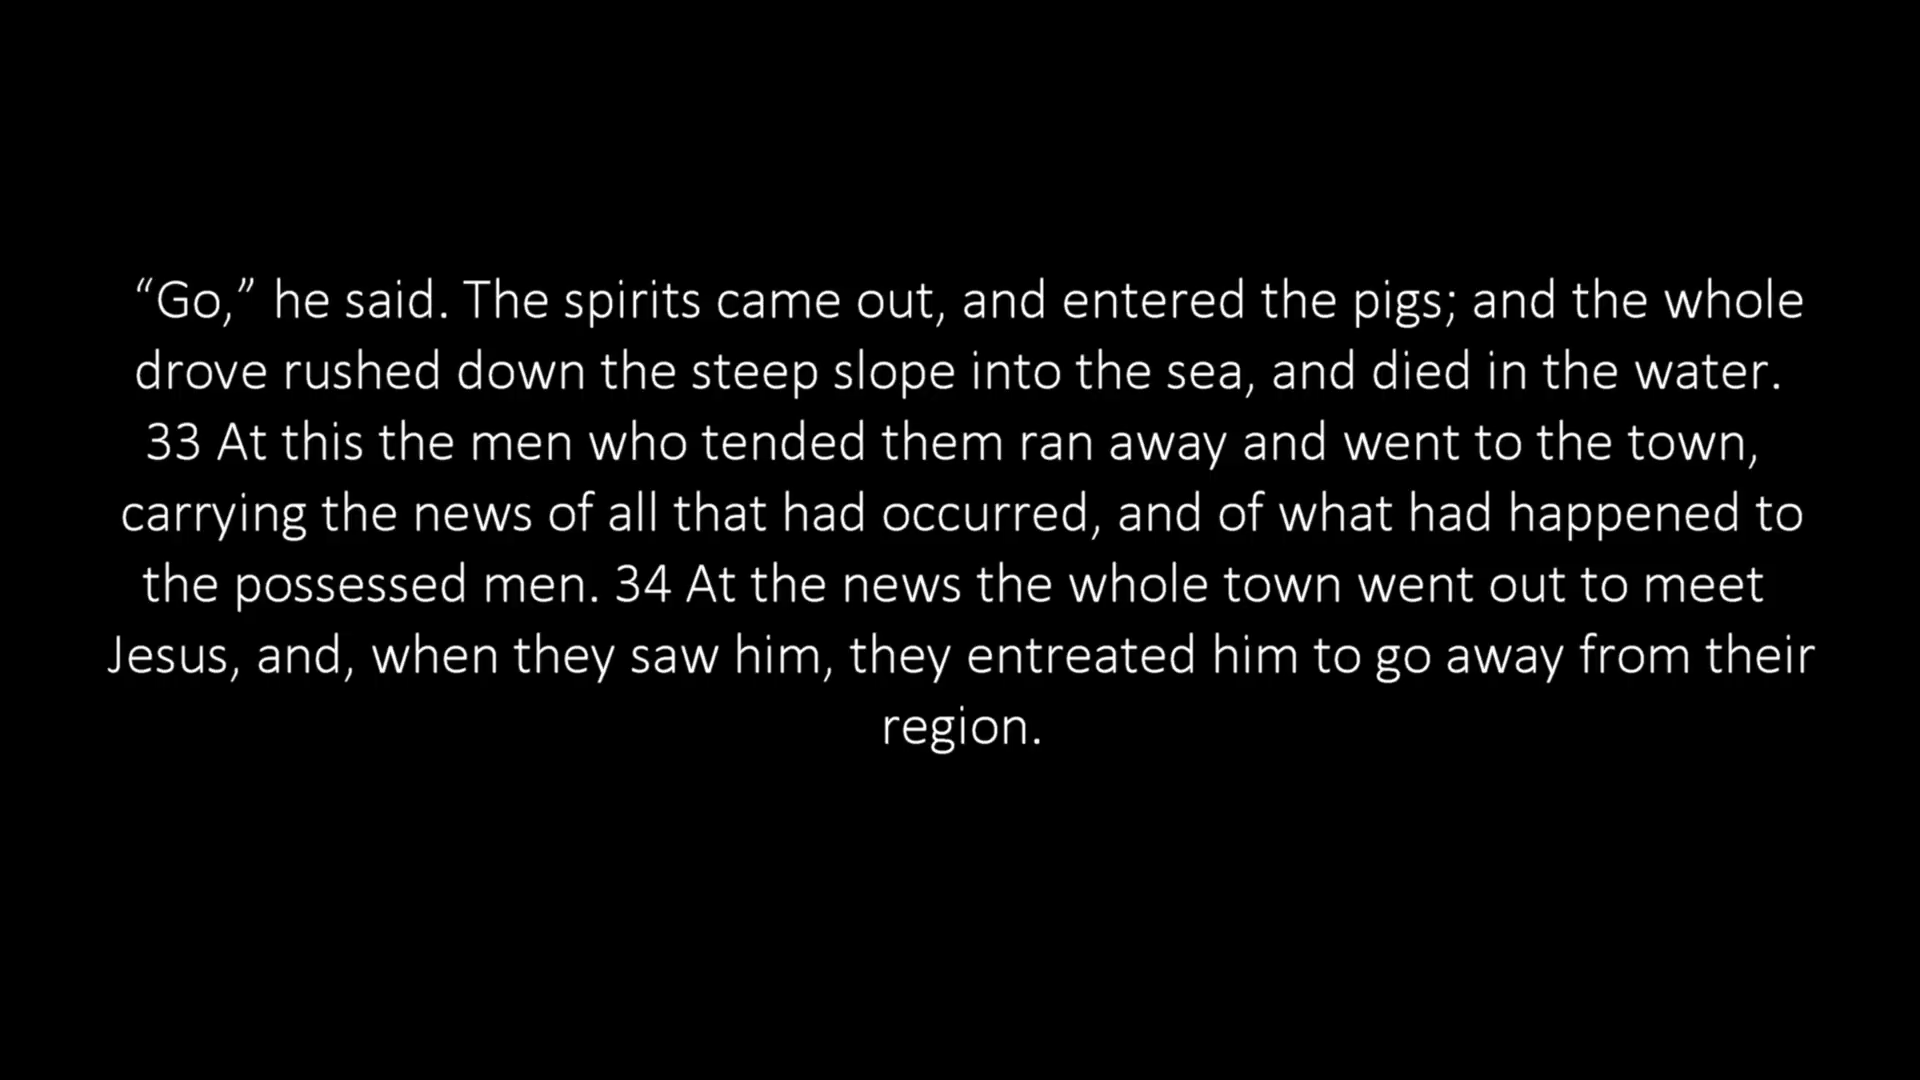 “Go,” he said. The spirits came out, and entered the pigs; and the whole
drove rushed down the steep slope into the sea, and died in the water.
33 At this the men who tended them ran away and went to the town,
carrying the news of all that had occurred, and of what had happened to
the possessed men. 34 At the news the whole town went out to meet
Jesus, and, when they saw him, they entreated him to go away from their
region.